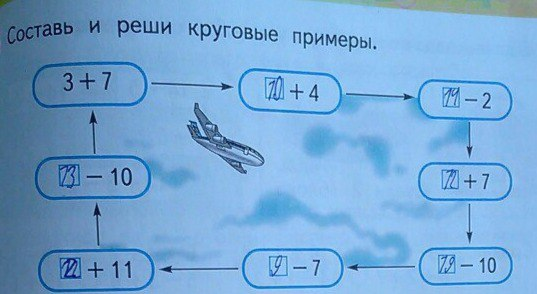 Составь и реши круговые примеры.
3 + 7
10 + 4
14 – 2
12 + 7
19 – 10
9 – 7
+ 11
13 – 10